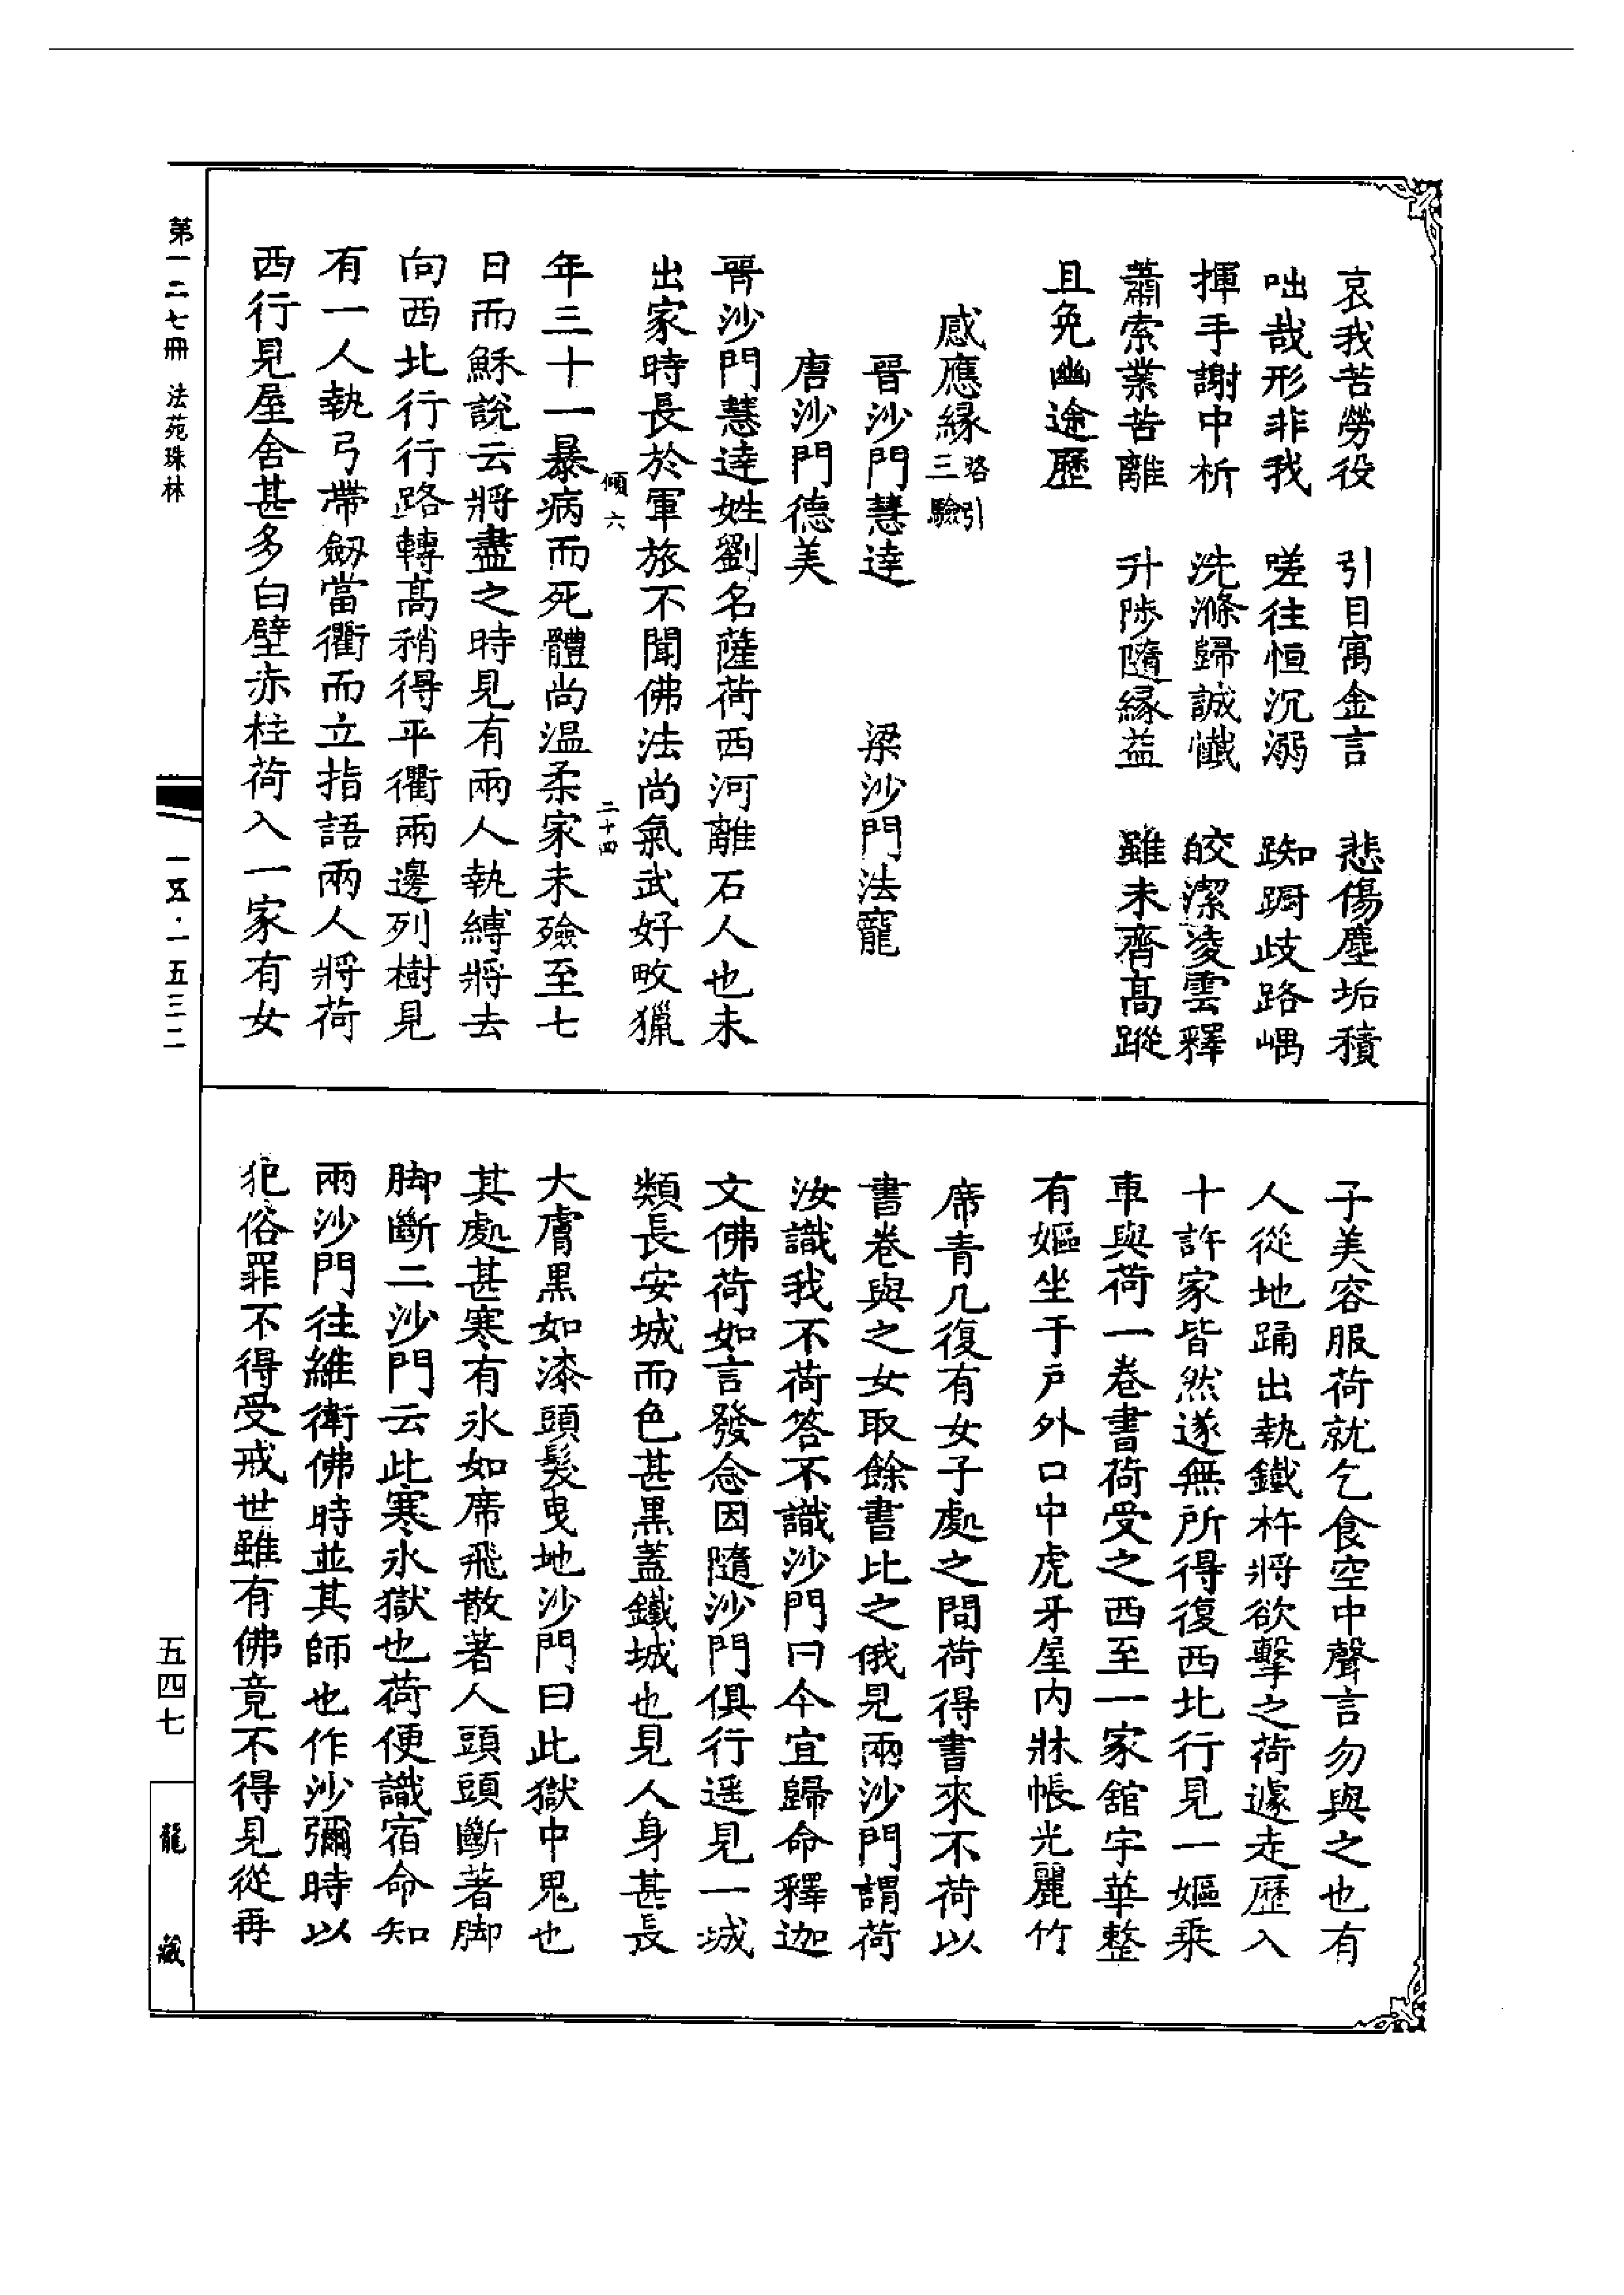 哀我苦勞役　引目寓金言　悲傷塵垢積
咄哉形非我　嗟往恒沉溺　踟蹰歧路嵎
揮手謝中析　洗滌歸誠懺　皎潔凌雲釋
蕭索業苦離　升陟隨緣益　雖未齊高蹤
且免幽途歷
感應緣略引三驗
晉沙門慧達　梁沙門法寵
唐沙門德美
晉沙門慧達姓劉名薩荷西河離石人也未
出家時長於軍旅不聞佛法尚氣武好畋獵
傾六　二十四
年三十一暴病而死體尚溫柔家未殮至七
日而穌說云將盡之時見有兩人執縛將去
向西北行行路轉高稍得平衢兩邊列樹見
有一人執弓帶劒當衢而立指語兩人將荷
西行見屋舍甚多白壁赤柱荷入一家有女
子美容服荷就乞食空中聲言勿與之也有
人從地踊出執鐵杵將欲擊之荷遽走歷入
十許家皆然遂無所得復西北行見一嫗乘
車與荷一卷書荷受之西至一家舘宇華整
有嫗坐于戶外口中虎牙屋內牀帳光麗竹
席青几復有女子處之問荷得書來不荷以
書卷與之女取餘書比之俄見兩沙門謂荷
汝識我不荷答不識沙門曰今宜歸命釋迦
文佛荷如言發念因隨沙門俱行遥見一城
類長安城而色甚黑蓋鐵城也見人身甚長
大膚黑如漆頭髮曳地沙門曰此獄中鬼也
其處甚寒有氷如席飛散著人頭頭斷著脚
脚斷二沙門云此寒氷獄也荷便識宿命知
兩沙門往維衛佛時並其師也作沙彌時以
犯俗罪不得受戒世雖有佛竟不得見從再
第一二七冊　法苑珠林
一五·一五三二
五四七
龍藏